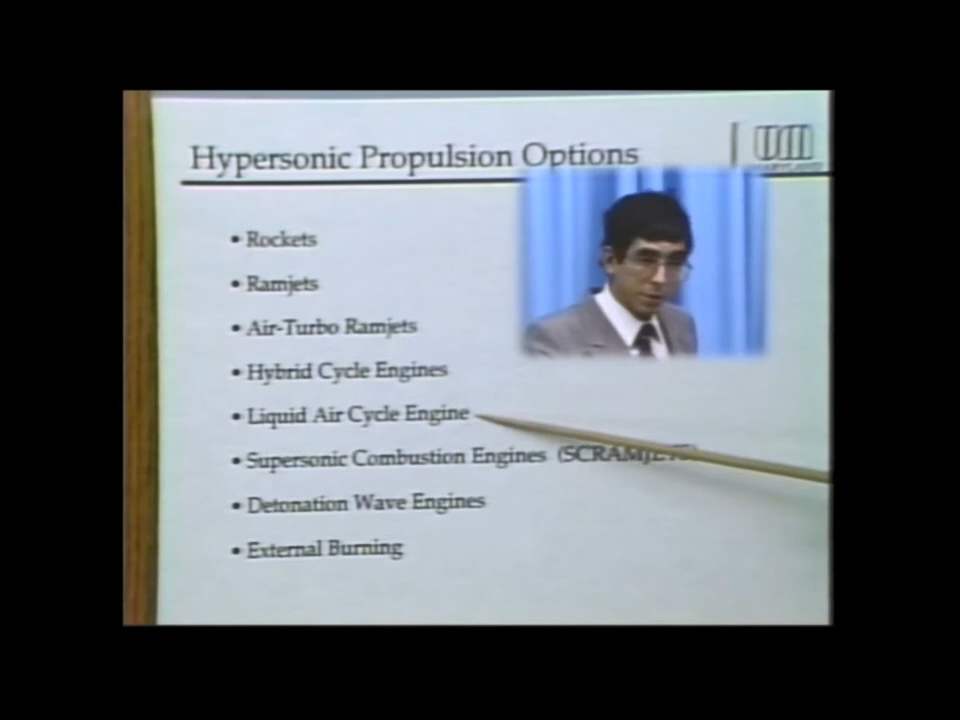 Hypersonic Propulsion Options
• Rockets
• Ramjets
• Air-Turbo Ramjets
• Hybrid Cycle Engines
• Liquid Air Cycle Engine
• Supersonic Combustion Engines (SCRAMJETS)
• Detonation Wave Engines
• External Burning